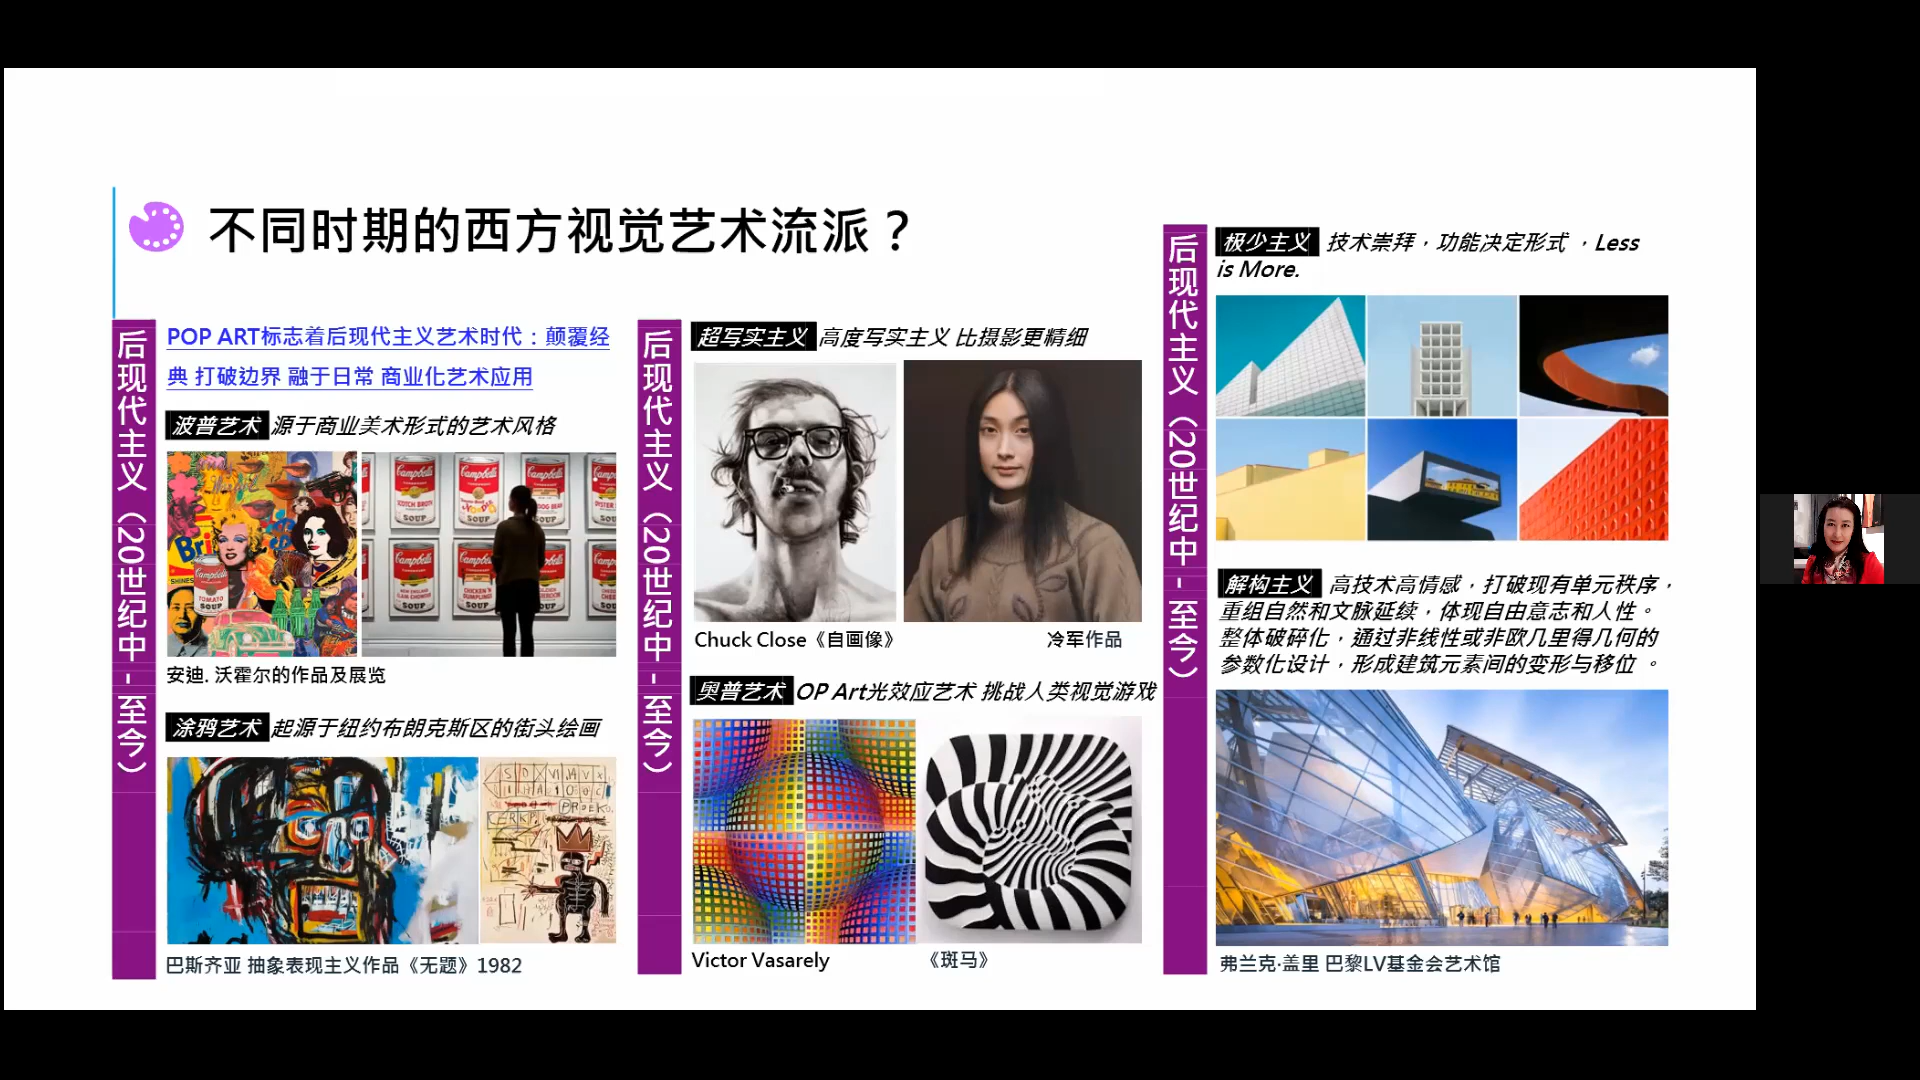 不同时期的西方视觉艺术流派？
后现代主义（20世纪中 - 至今）
POP ART标志着后现代主义艺术时代：颠覆经
典 打破边界 融于日常 商业化艺术应用
波普艺术 源于商业美术形式的艺术风格
Campbell's
SCOTCH BROTH
SOUP
Campbell's
SOUP
Campbell's
SOUP
Campbell's
SOUP
Campbell's
TOMATO
SOUP
SHINES
安迪. 沃霍尔的作品及展览
涂鸦艺术 起源于纽约布朗克斯区的街头绘画
巴斯齐亚 抽象表现主义作品《无题》1982
后现代主义（20世纪中 - 至今）
超写实主义 高度写实主义 比摄影更精细
Chuck Close《自画像》
冷军作品
奥普艺术 OP Art光效应艺术 挑战人类视觉游戏
Victor Vasarely
《斑马》
后现代主义（20世纪中 - 至今）
极少主义 技术崇拜，功能决定形式 ，Less
is More.
解构主义 高技术高情感，打破现有单元秩序，
重组自然和文脉延续，体现自由意志和人性。
整体破碎化，通过非线性或非欧几里得几何的
参数化设计，形成建筑元素间的变形与移位 。
弗兰克·盖里 巴黎LV基金会艺术馆